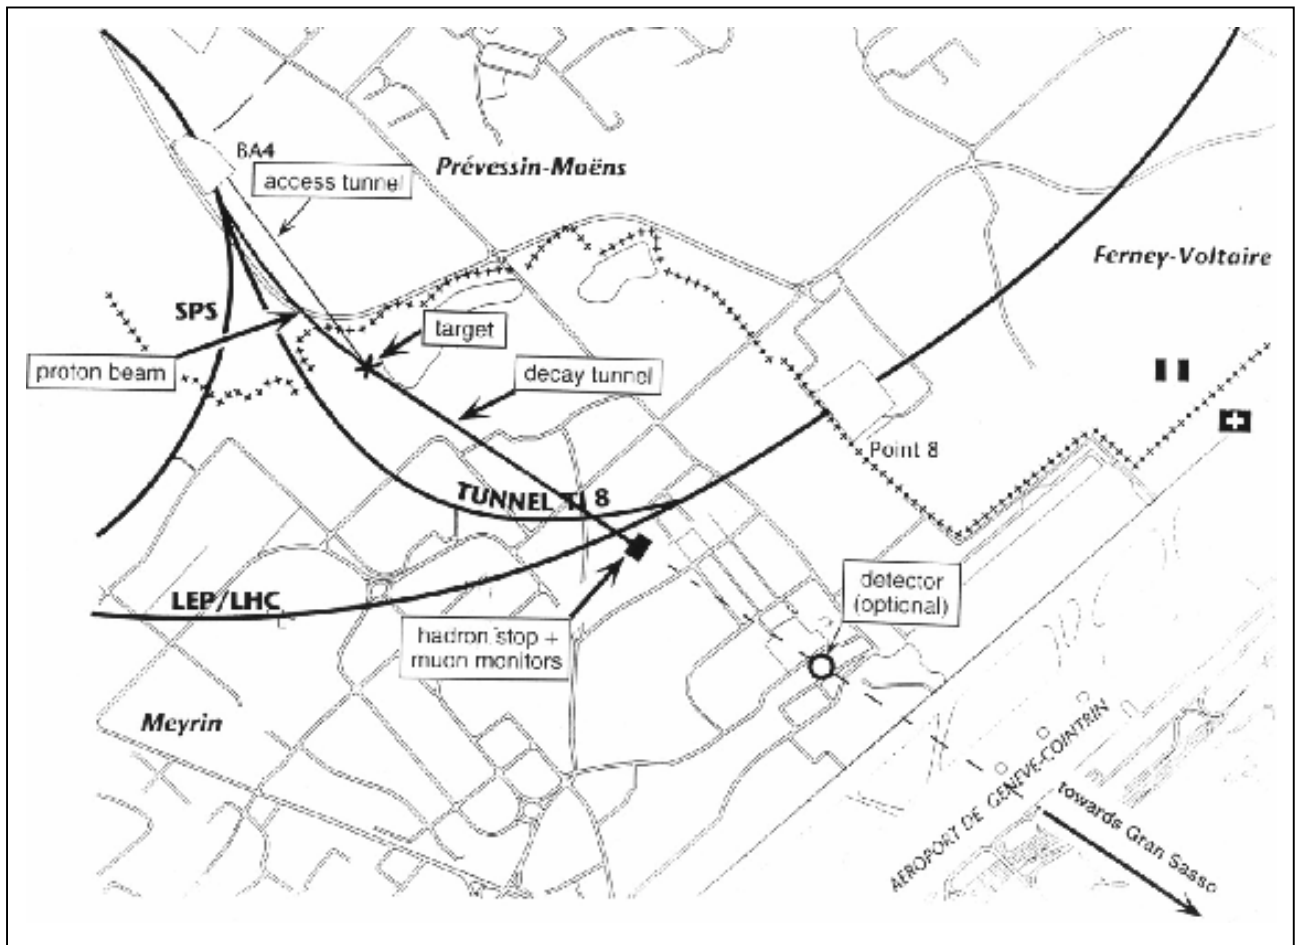 BA4
access tunnel
Prévessin-Moëns
Ferney-Voltaire
SPS
target
proton beam
decay tunnel
Point 8
TUNNEL TI 8
detector
(optional)
LEP/LHC
hadron stop +
muon monitors
Meyrin
AEROPORT DE GENEVE-COINTRIN
towards Gran Sasso